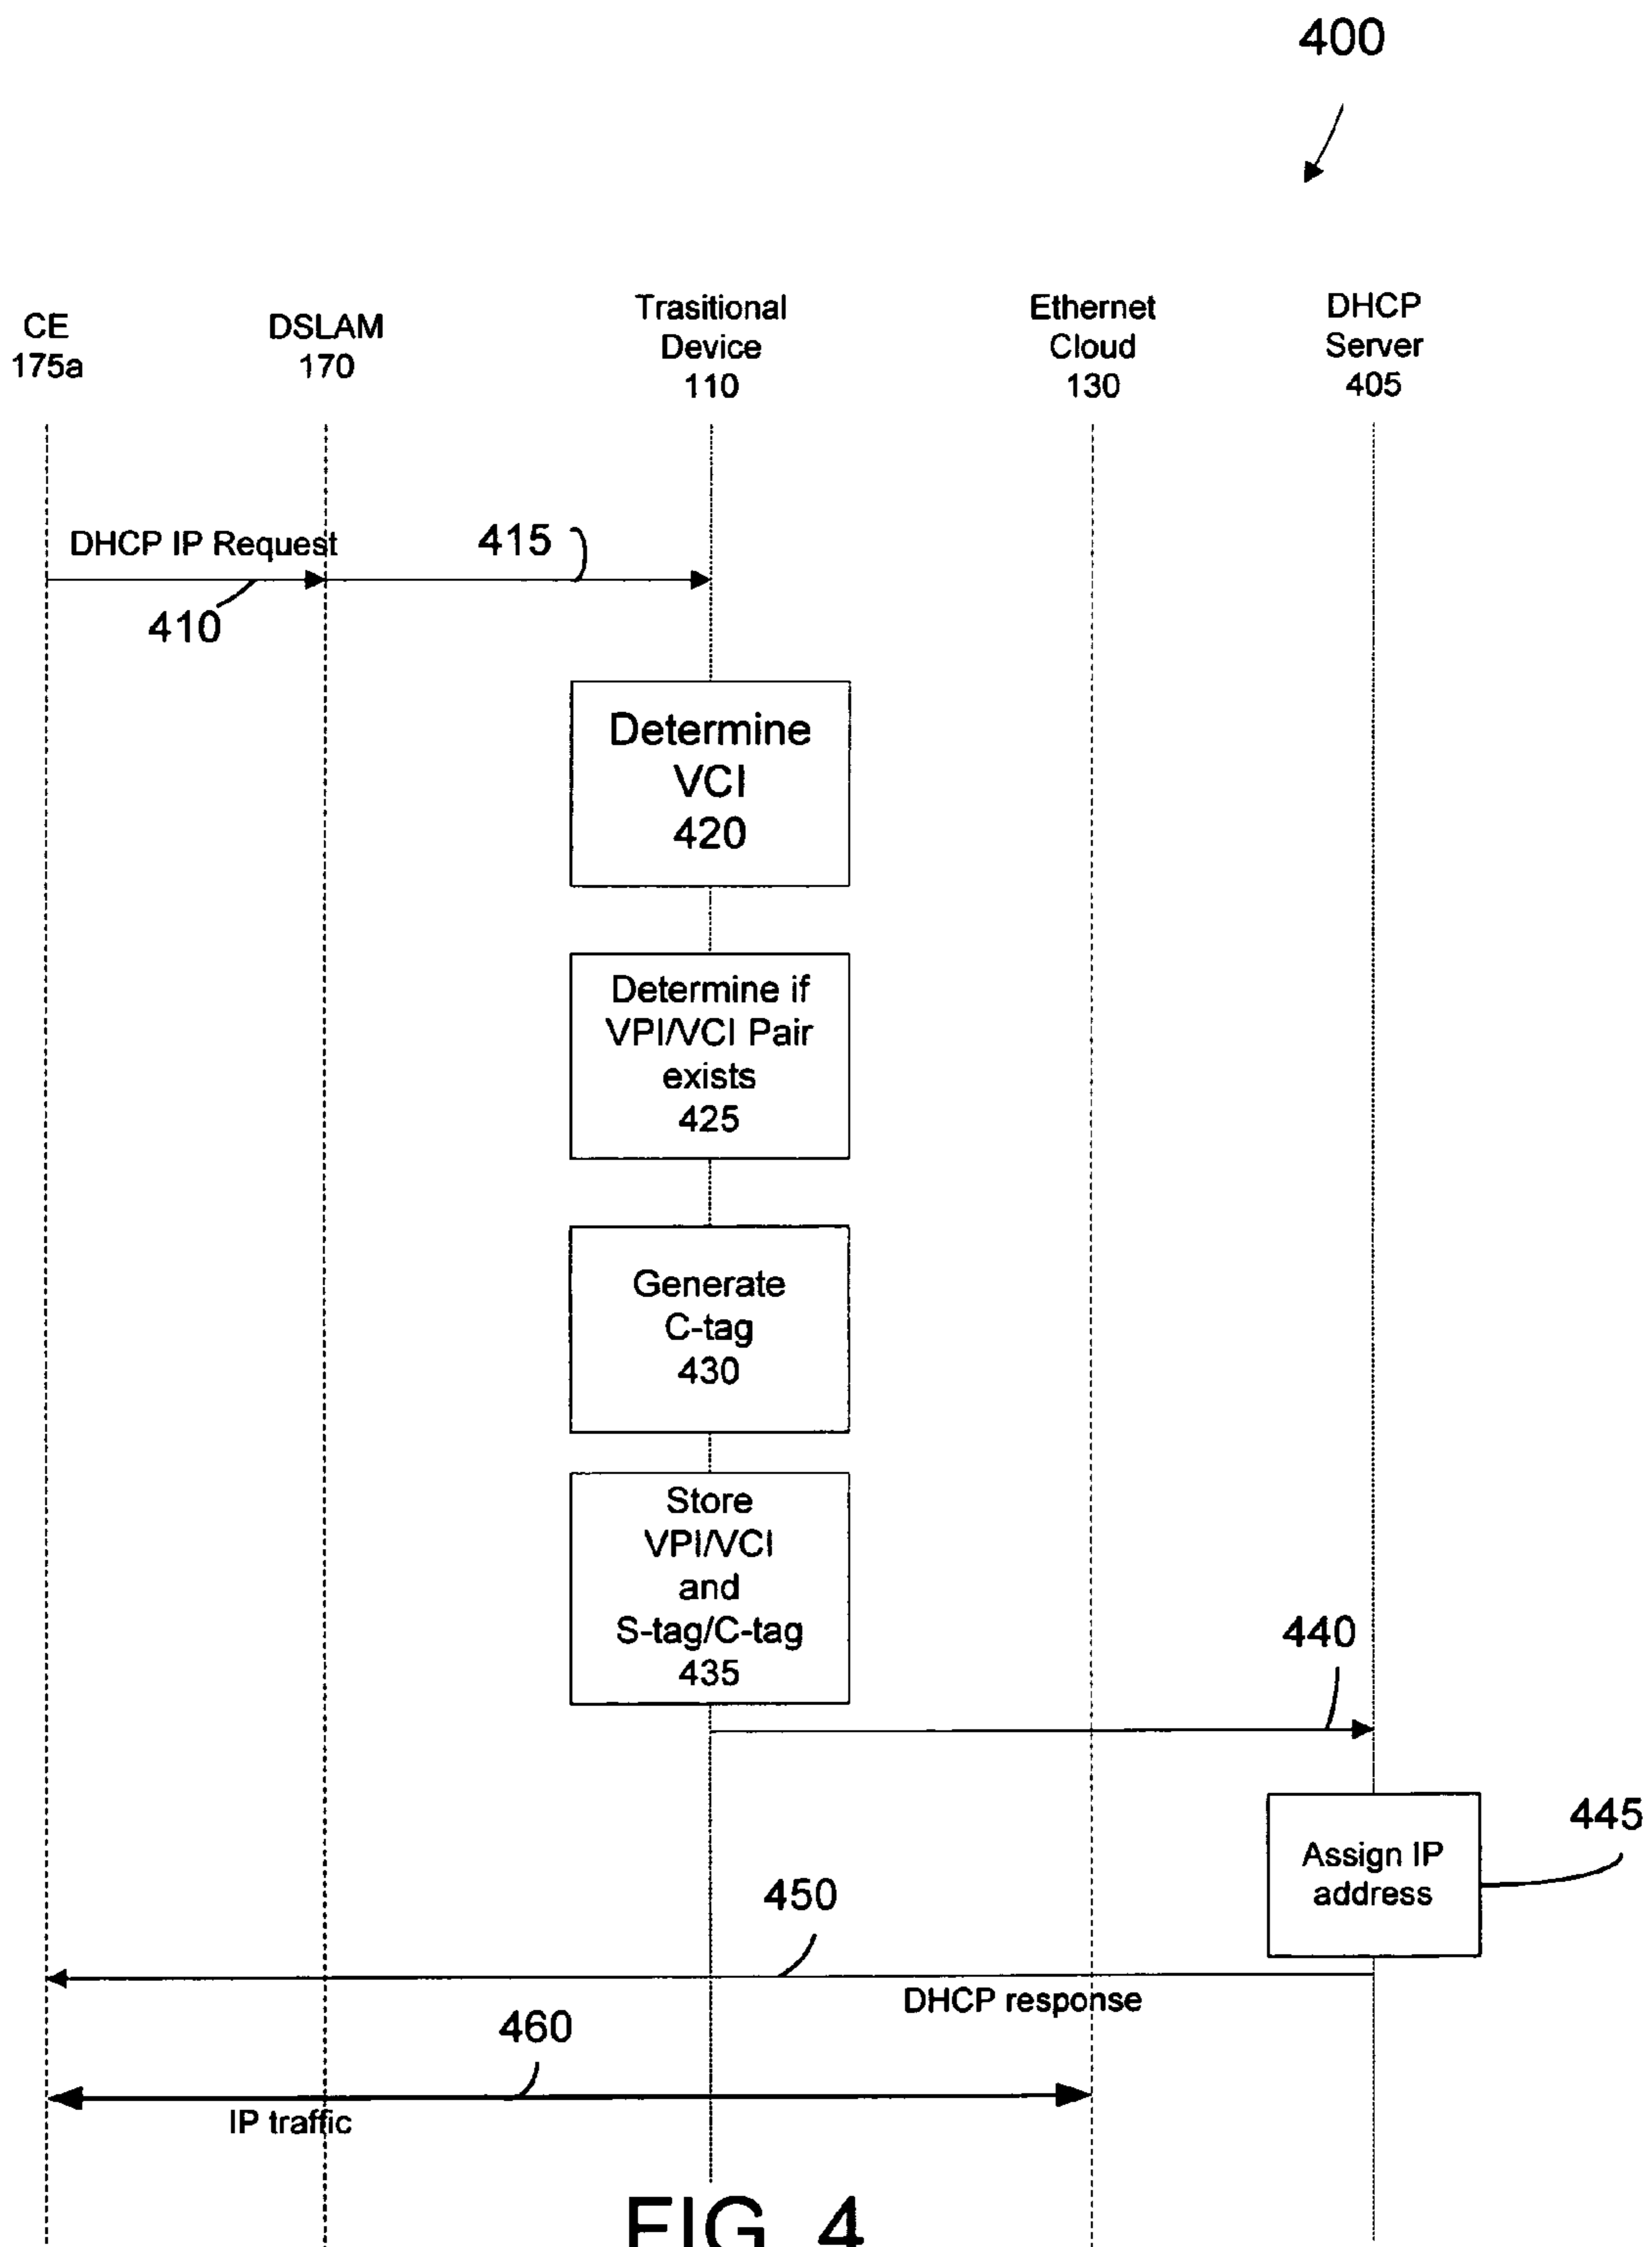 400
CE
175a
DSLAM
170
Trasitional
Device
110
Ethernet
Cloud
130
DHCP
Server
405
DHCP IP Request
415
410
Determine
VCI
420
Determine if
VPI/VCI Pair
exists
425
Generate
C-tag
430
Store
VPI/VCI
and
S-tag/C-tag
435
440
Assign IP
address
445
450
DHCP response
460
IP traffic
FIG. 4